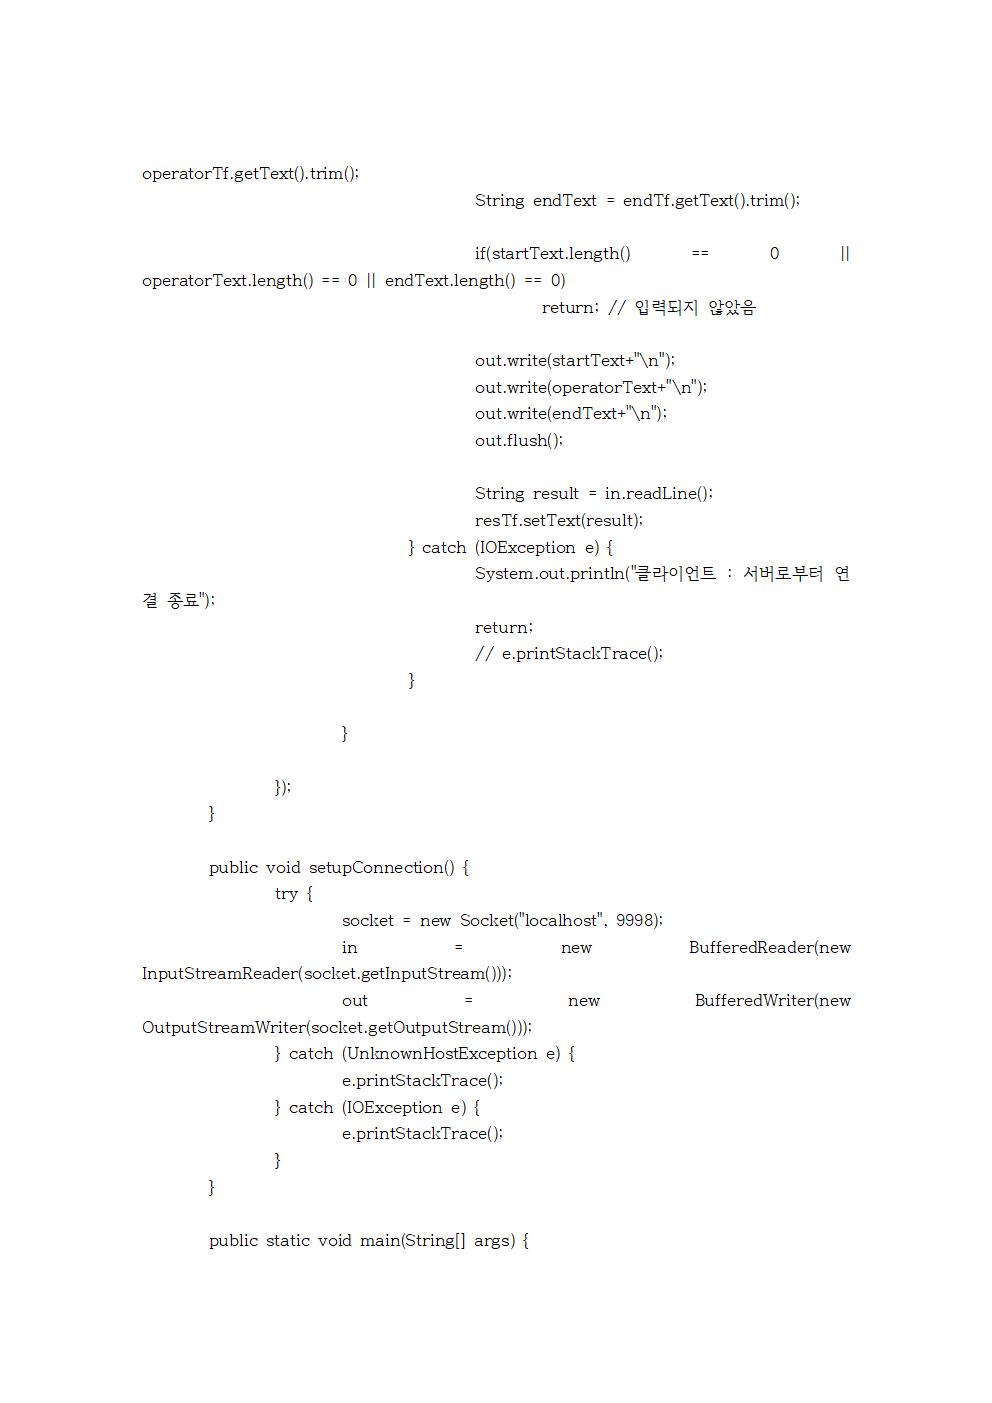 operatorTf.getText().trim();
String endText = endTf.getText().trim();
if(startText.length() == 0 ||
operatorText.length() == 0 || endText.length() == 0)
return; // 입력되지 않았음
out.write(startText+"\n");
out.write(operatorText+"\n");
out.write(endText+"\n");
out.flush();
String result = in.readLine();
resTf.setText(result);
} catch (IOException e) {
System.out.println("클라이언트 : 서버로부터 연
결 종료");
return;
// e.printStackTrace();
}
}
});
}
public void setupConnection() {
try {
socket = new Socket("localhost", 9998);
in = new BufferedReader(new
InputStreamReader(socket.getInputStream()));
out = new BufferedWriter(new
OutputStreamWriter(socket.getOutputStream()));
} catch (UnknownHostException e) {
e.printStackTrace();
} catch (IOException e) {
e.printStackTrace();
}
}
public static void main(String[] args) {